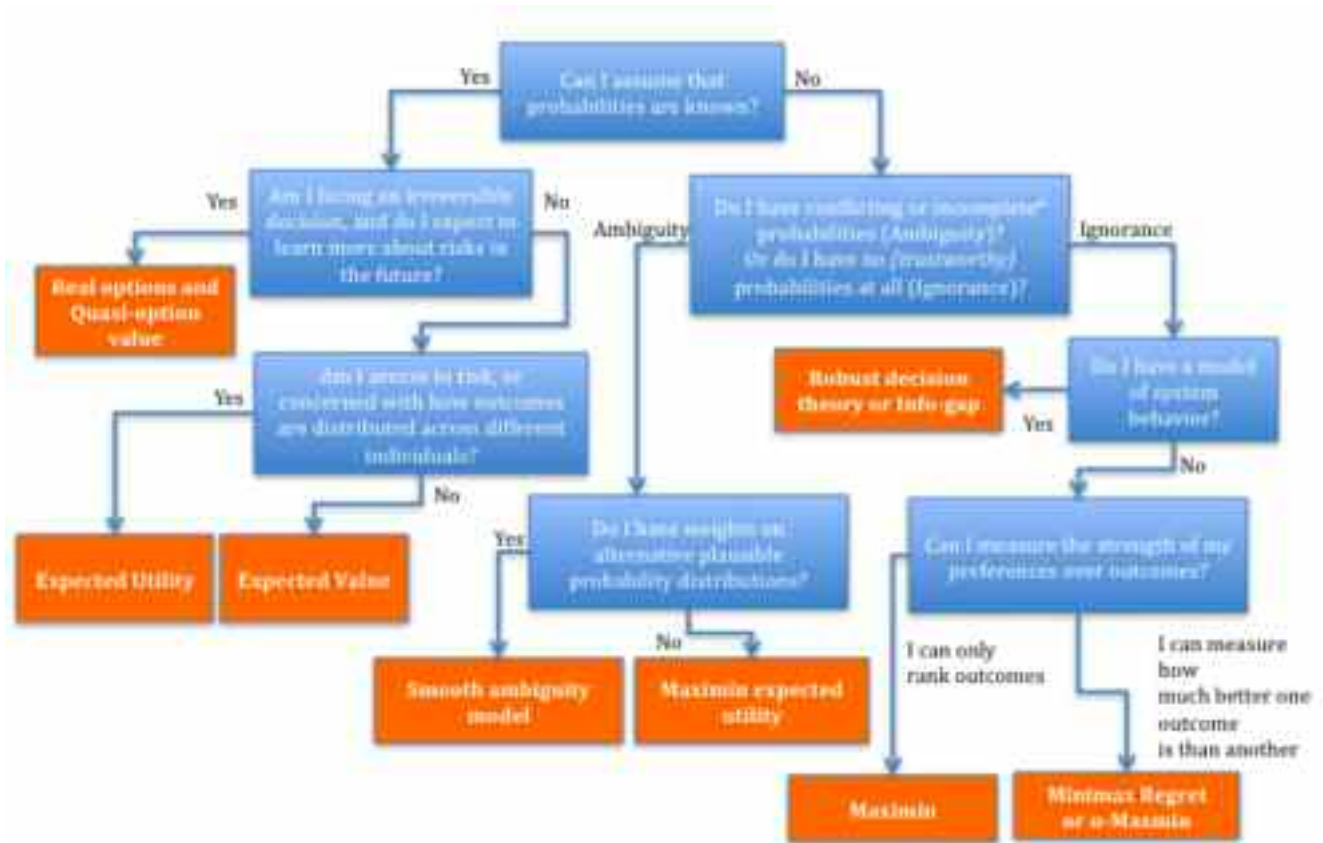 Can I assume that
probabilities are known?
Yes
No
Am I facing an irreversible
decision, and do I expect to
learn more about risks in
the future?
Yes
No
Do I have conflicting or incomplete*
probabilities (Ambiguity)?
Or do I have no (trustworthy)
probabilities at all (Ignorance)?
Ambiguity
Ignorance
Real options and
Quasi-option
value
Am I averse to risk, or
concerned with how outcomes
are distributed across different
individuals?
Yes
No
Robust decision
theory or Info-gap
Do I have a model
of system
behavior?
Yes
No
Expected Utility
Expected Value
Do I have weights on
alternative plausible
probability distributions?
Yes
No
Can I measure the strength of my
preferences over outcomes?
Smooth ambiguity
model
Maximin expected
utility
I can only
rank outcomes
I can measure
how
much better one
outcome
is than another
Maximin
Minimax Regret
or α-Maxmin